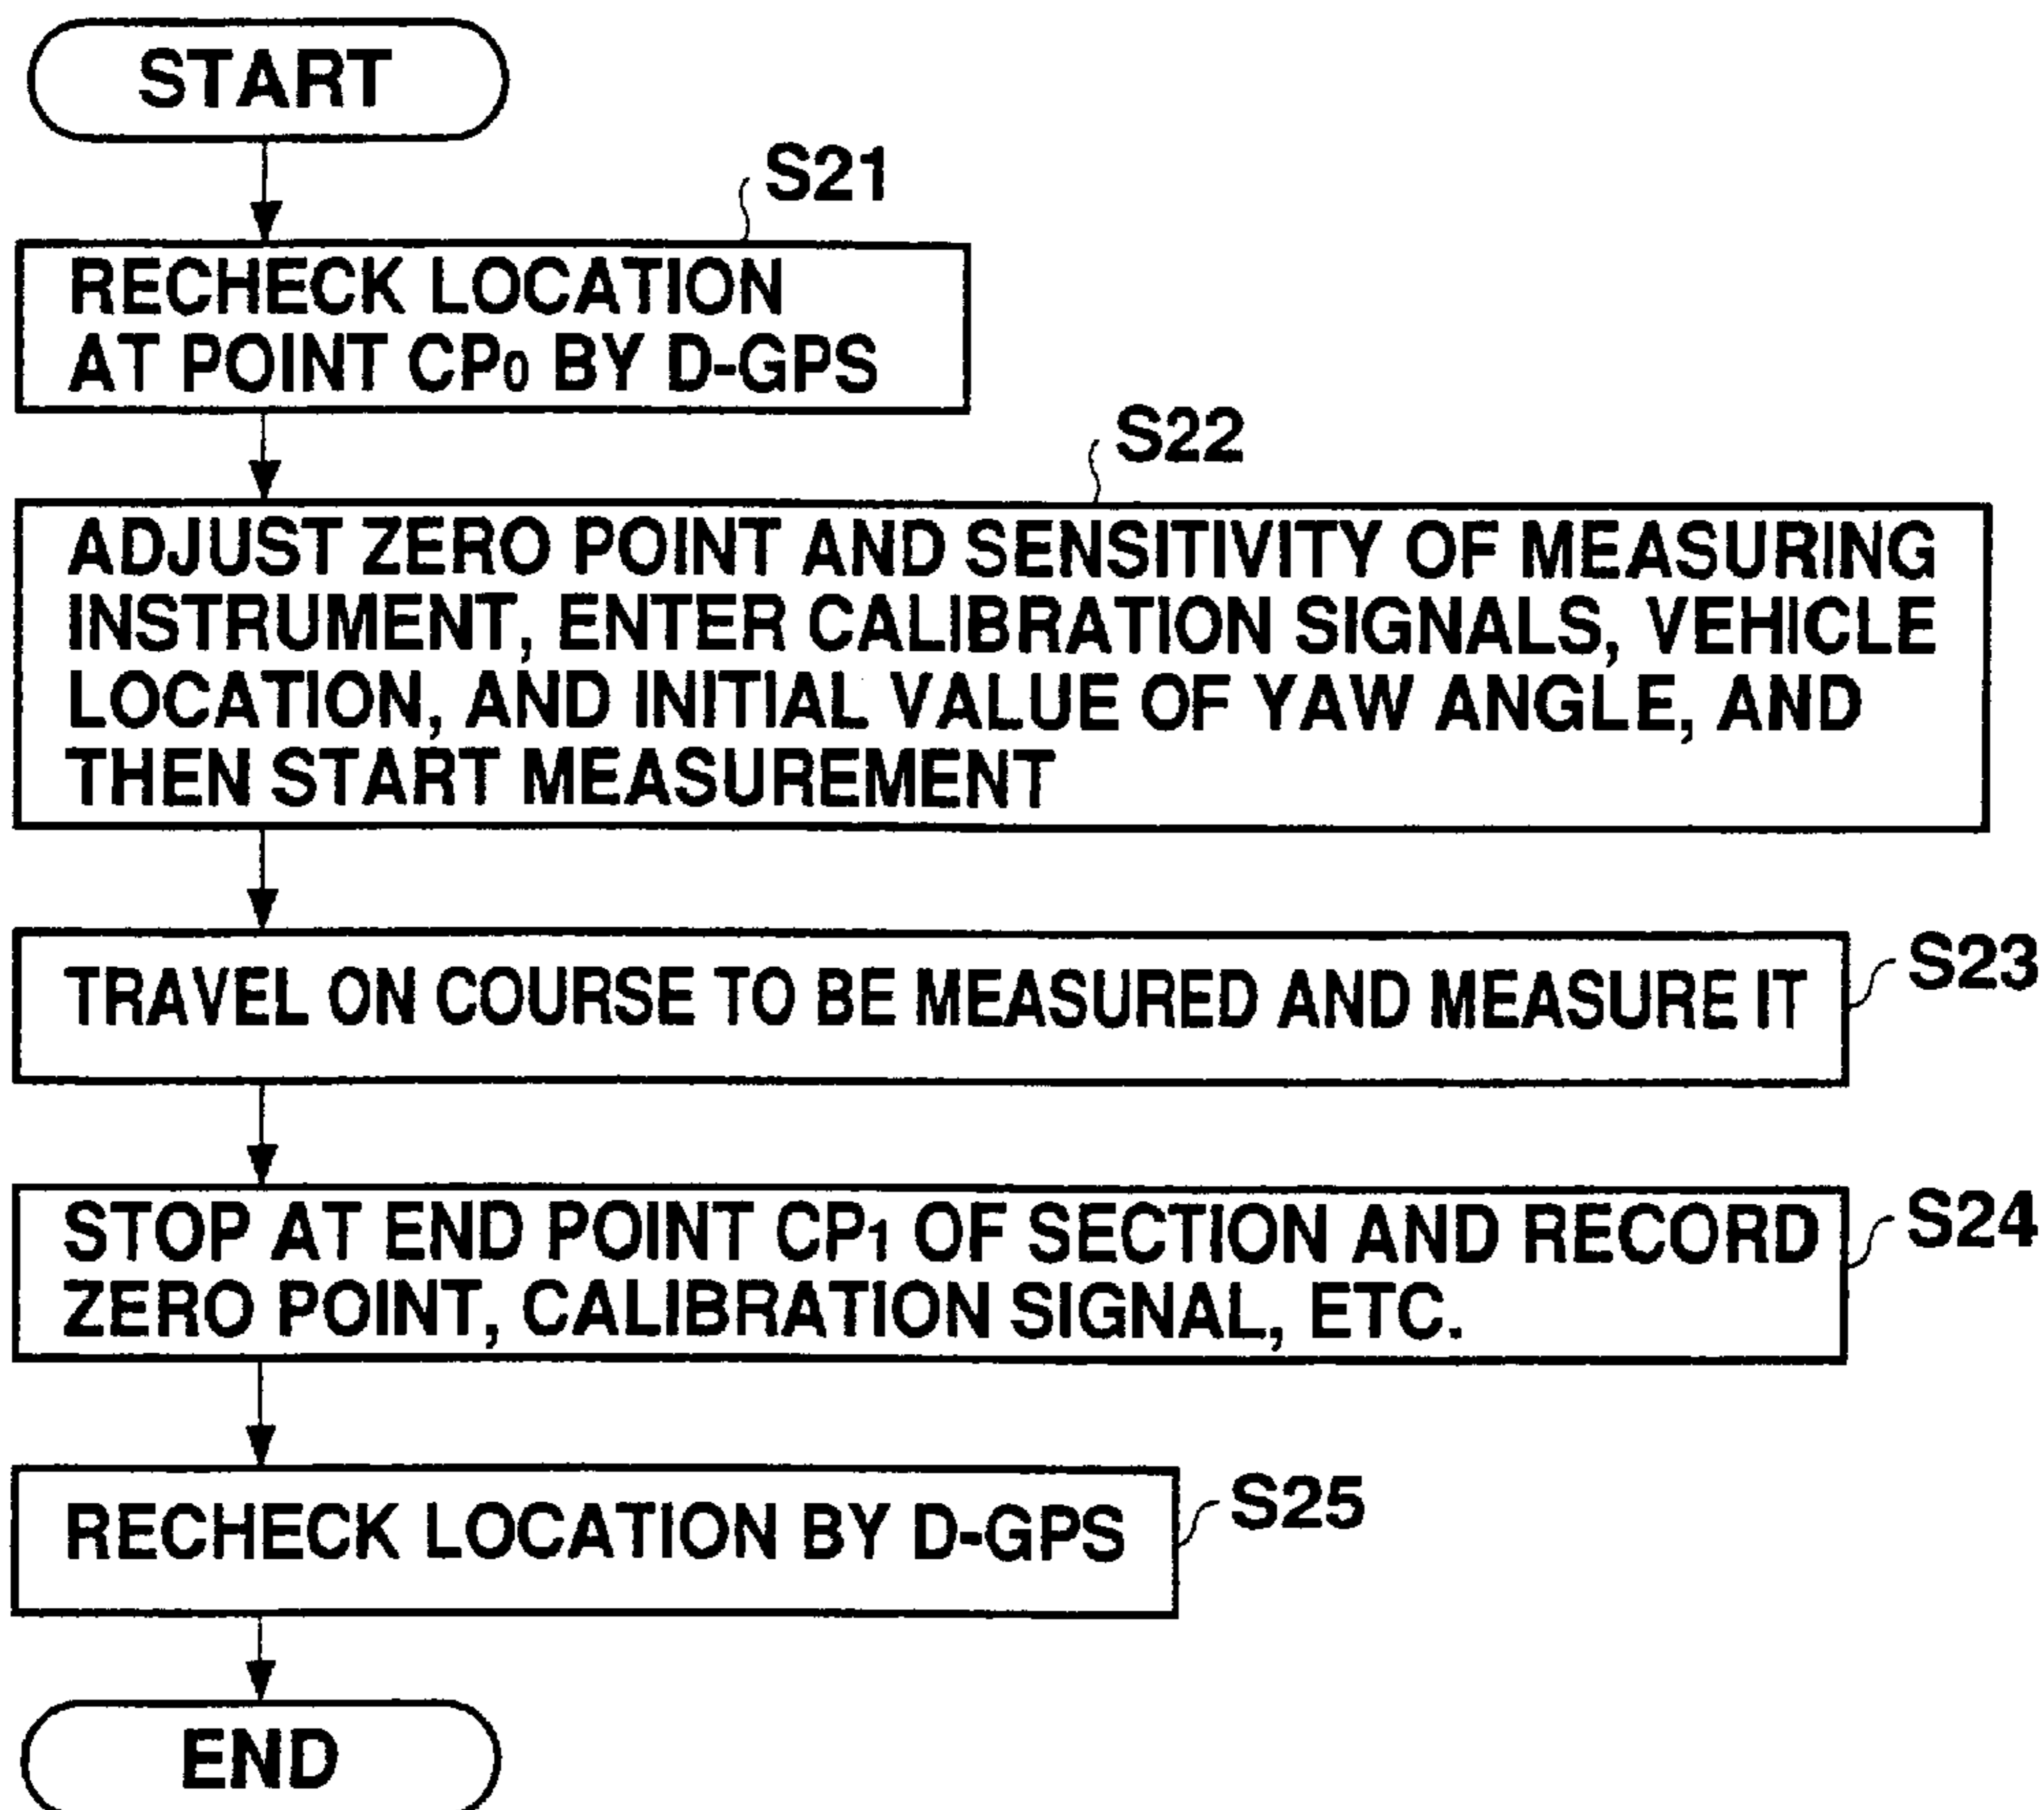 START
S21
RECHECK LOCATION
AT POINT CP₀ BY D-GPS
S22
ADJUST ZERO POINT AND SENSITIVITY OF MEASURING
INSTRUMENT, ENTER CALIBRATION SIGNALS, VEHICLE
LOCATION, AND INITIAL VALUE OF YAW ANGLE, AND
THEN START MEASUREMENT
S23
TRAVEL ON COURSE TO BE MEASURED AND MEASURE IT
S24
STOP AT END POINT CP₁ OF SECTION AND RECORD
ZERO POINT, CALIBRATION SIGNAL, ETC.
S25
RECHECK LOCATION BY D-GPS
END